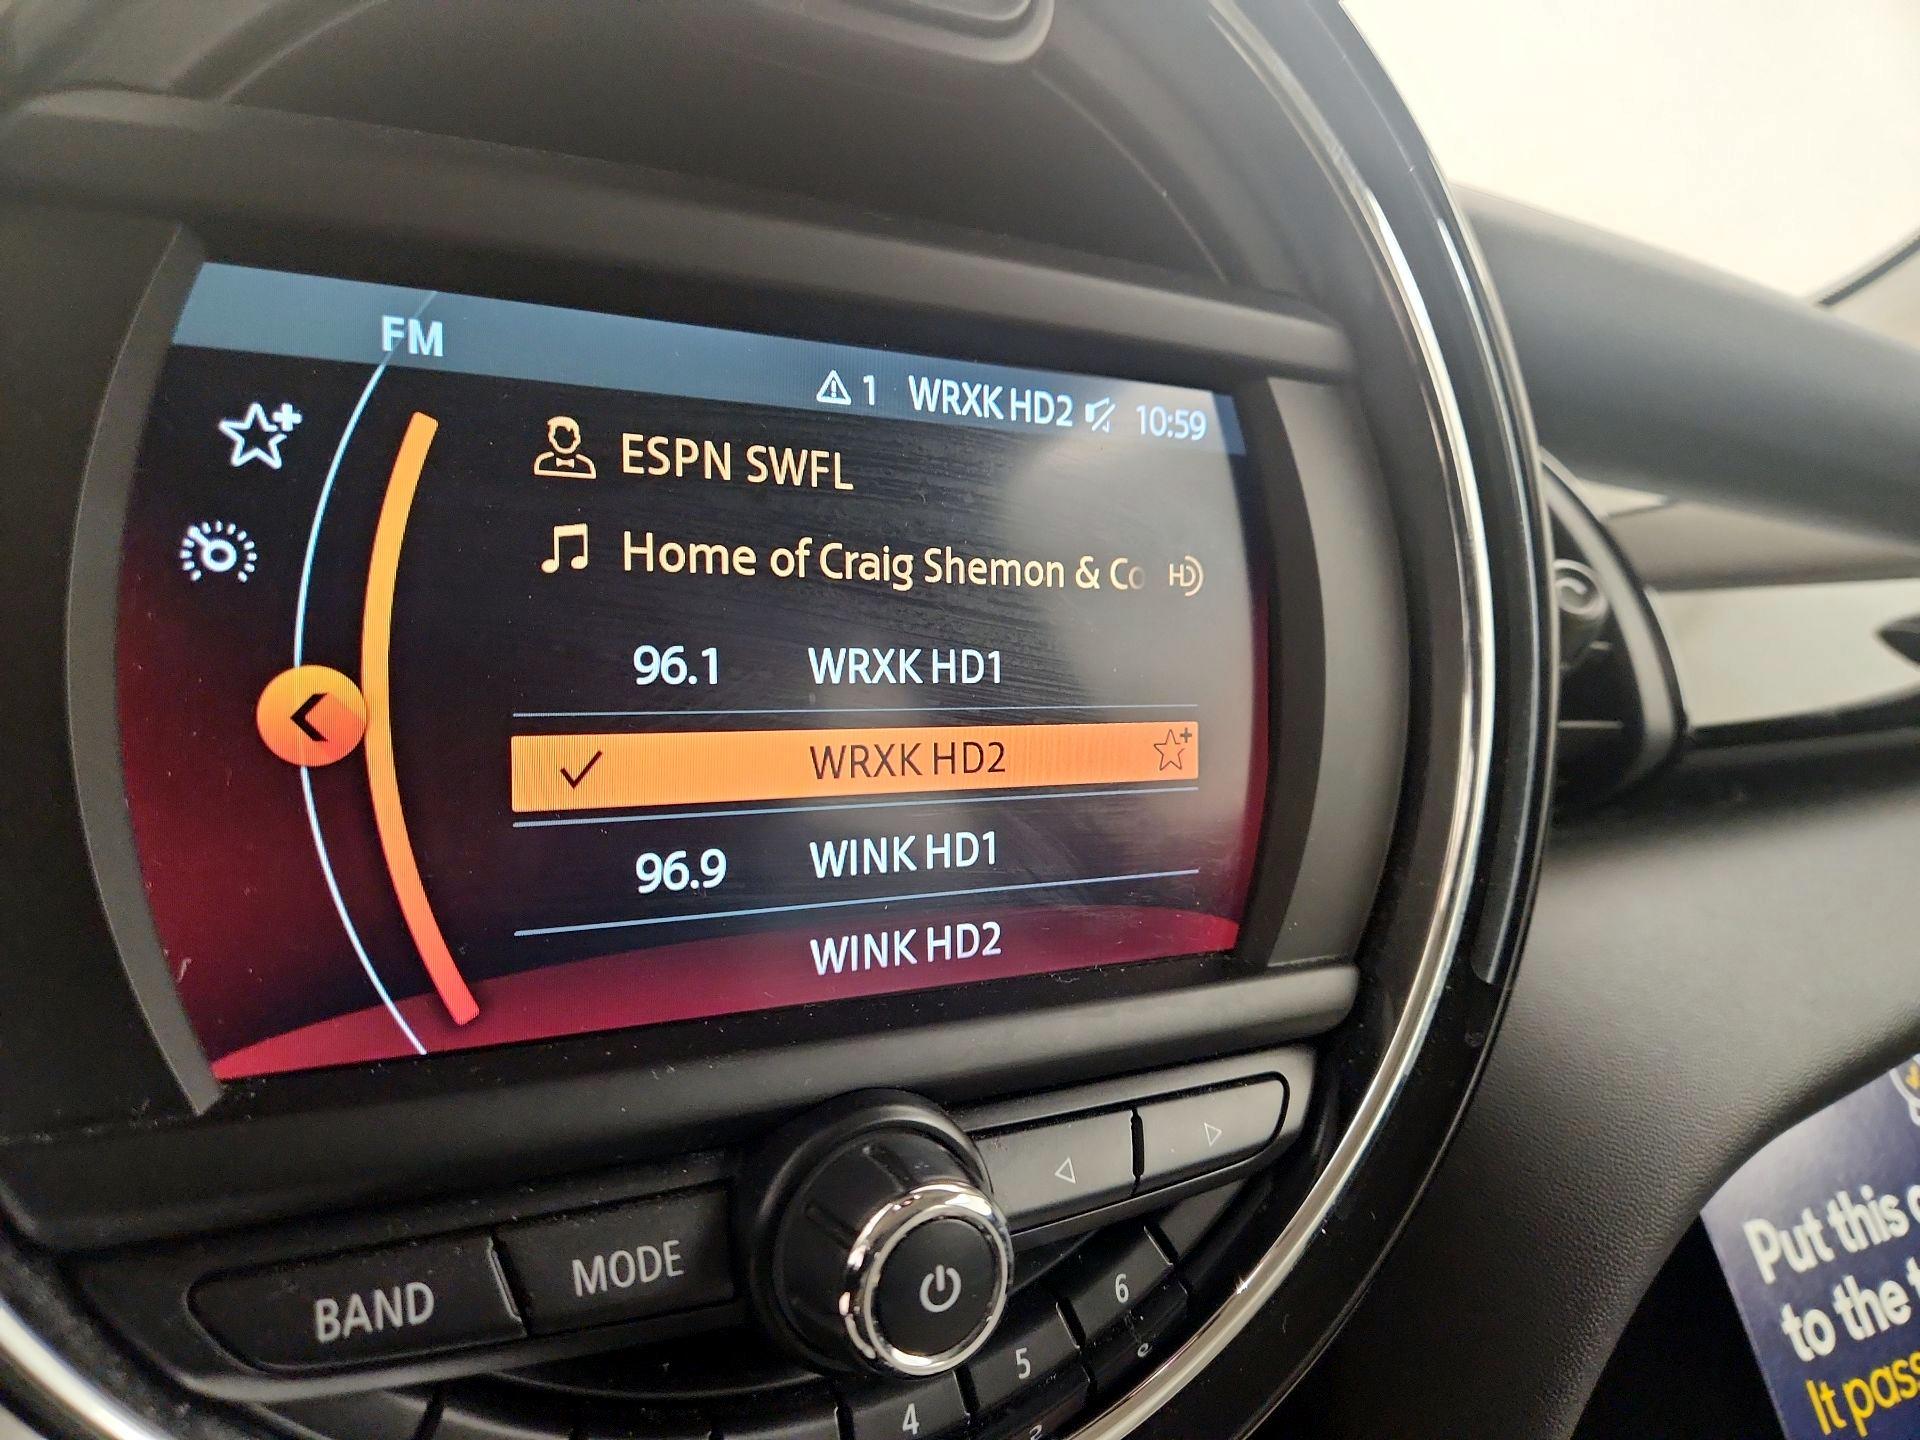 FM
1 WRXK HD2 10:59
ESPN SWFL
Home of Craig Shemon & Co
HD
96.1 WRXK HD1
WRXK HD2
96.9 WINK HD1
WINK HD2
BAND
MODE
4
5
6
Put this
to the
It pass